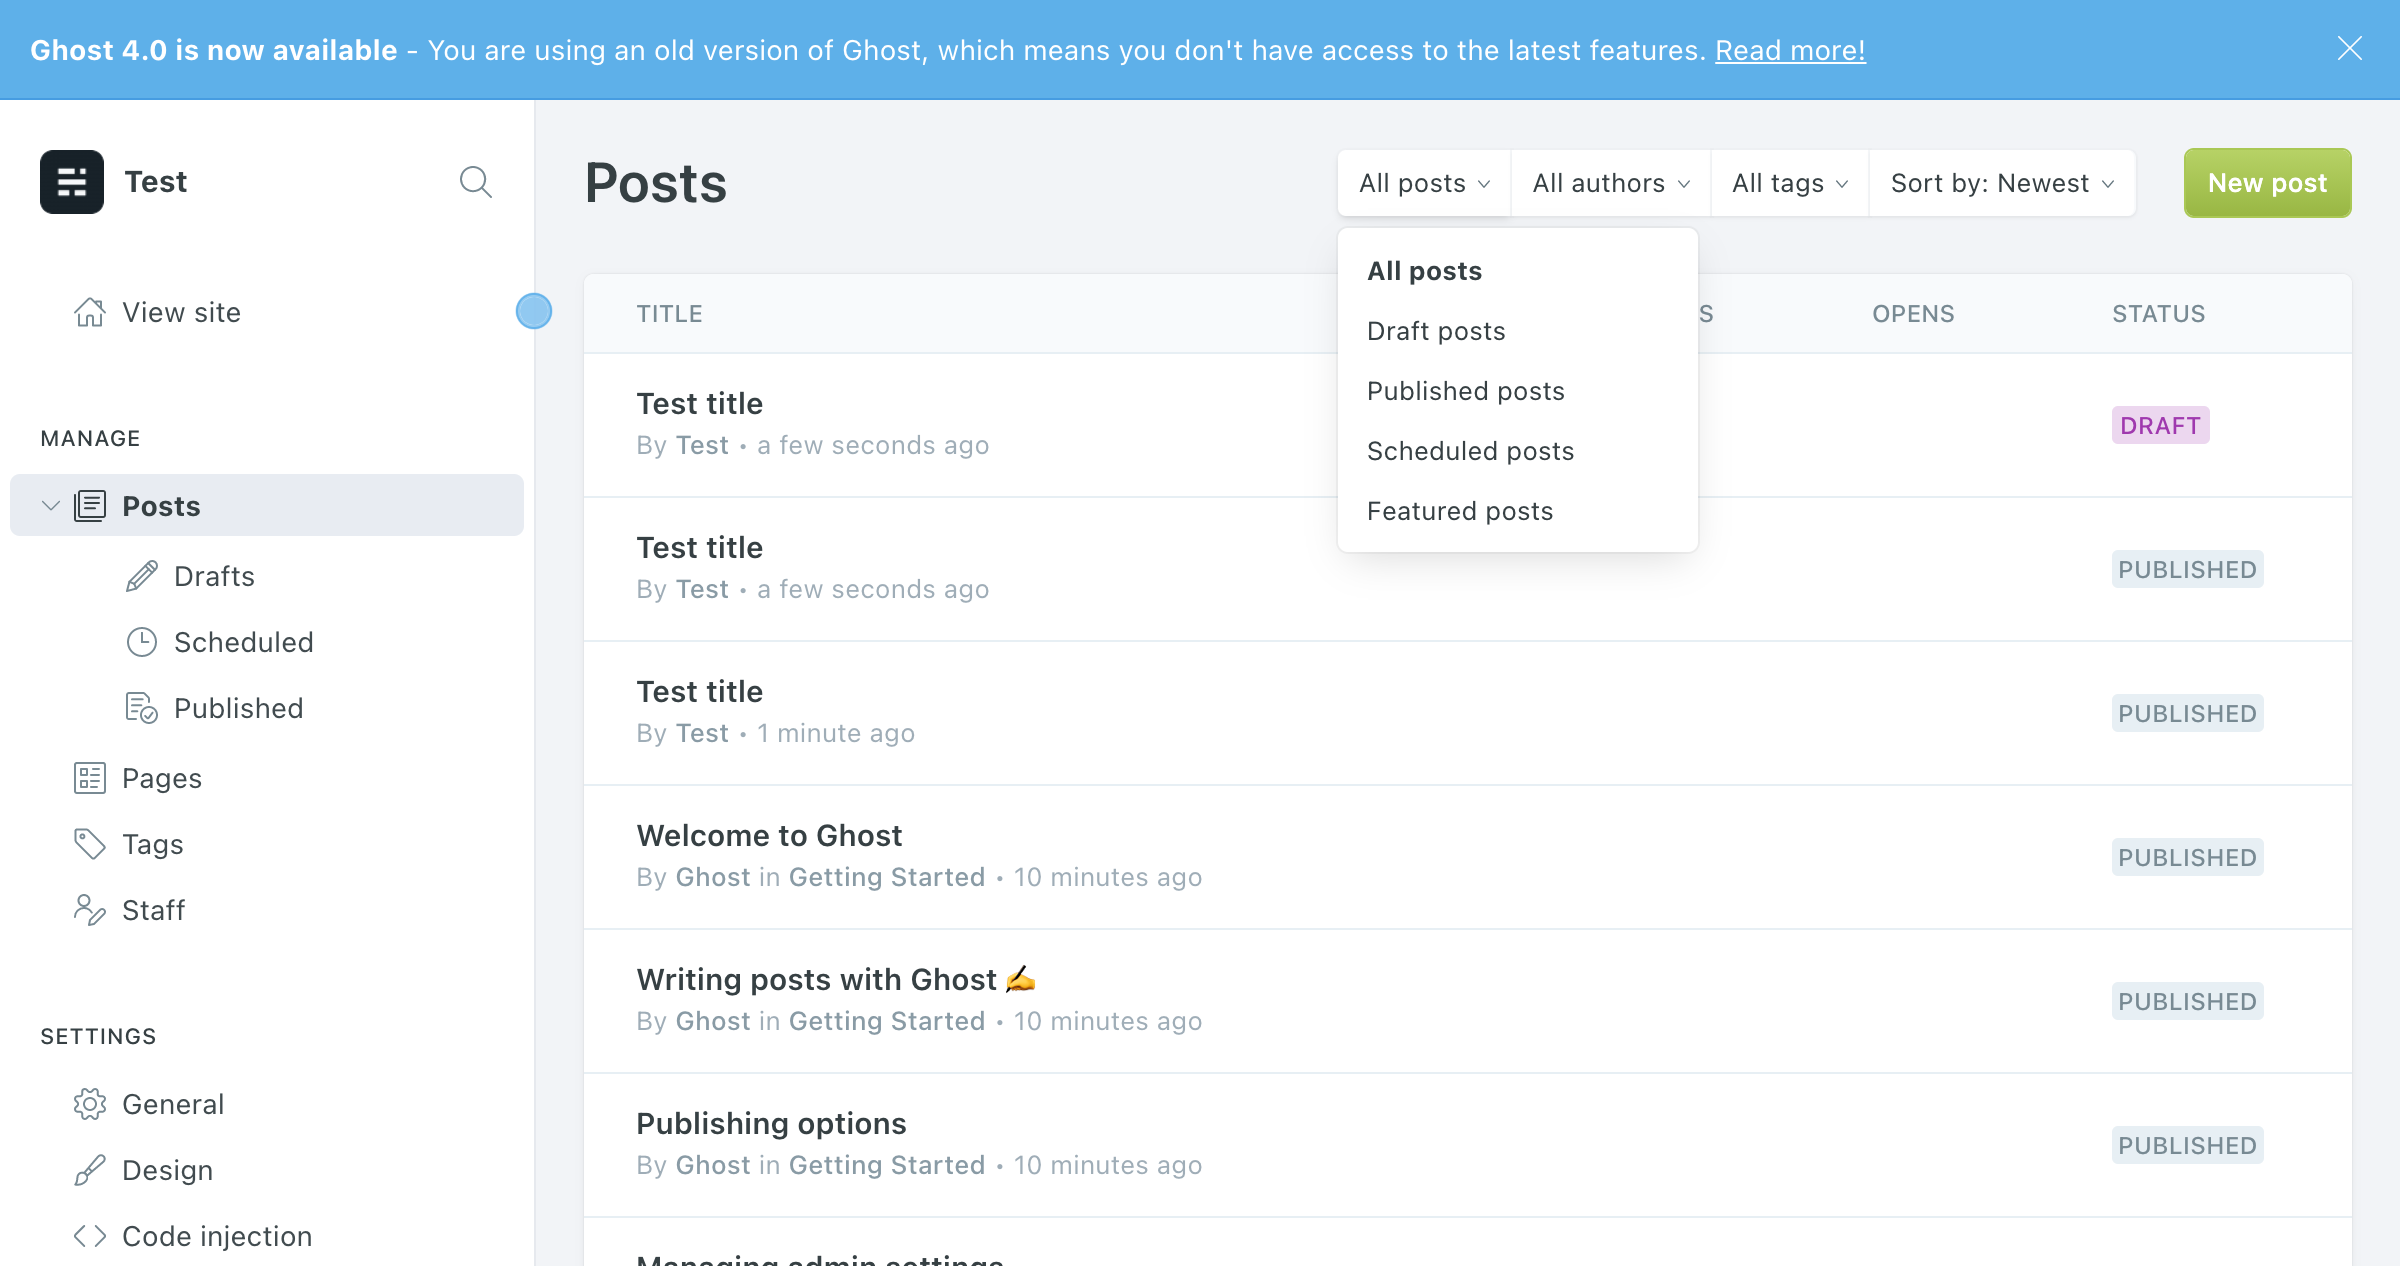 Ghost 4.0 is now available - You are using an old version of Ghost, which means you don't have access to the latest features. Read more!
Test
View site
MANAGE
Posts
Drafts
Scheduled
Published
Pages
Tags
Staff
SETTINGS
General
Design
Code injection
Posts
All posts
All authors
All tags
Sort by: Newest
New post
All posts
Draft posts
Published posts
Scheduled posts
Featured posts
TITLE
S
OPENS
STATUS
Test title
By Test • a few seconds ago
DRAFT
Test title
By Test • a few seconds ago
PUBLISHED
Test title
By Test • 1 minute ago
PUBLISHED
Welcome to Ghost
By Ghost in Getting Started • 10 minutes ago
PUBLISHED
Writing posts with Ghost ✍️
By Ghost in Getting Started • 10 minutes ago
PUBLISHED
Publishing options
By Ghost in Getting Started • 10 minutes ago
PUBLISHED
Managing admin settings